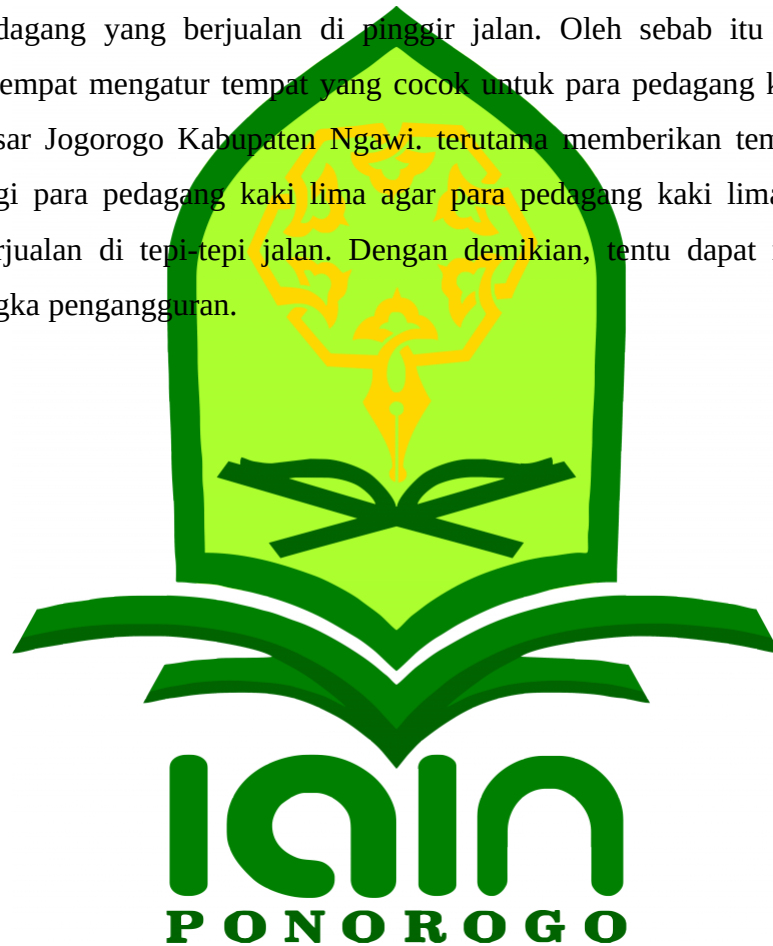 dagang yang berjualan di pinggir jalan. Oleh sebab itu
empat mengatur tempat yang cocok untuk para pedagang k
sar Jogorogo Kabupaten Ngawi. terutama memberikan tem
gi para pedagang kaki lima agar para pedagang kaki lima
rjualan di tepi-tepi jalan. Dengan demikian, tentu dapat
gka pengangguran.
iain
PONOROGO